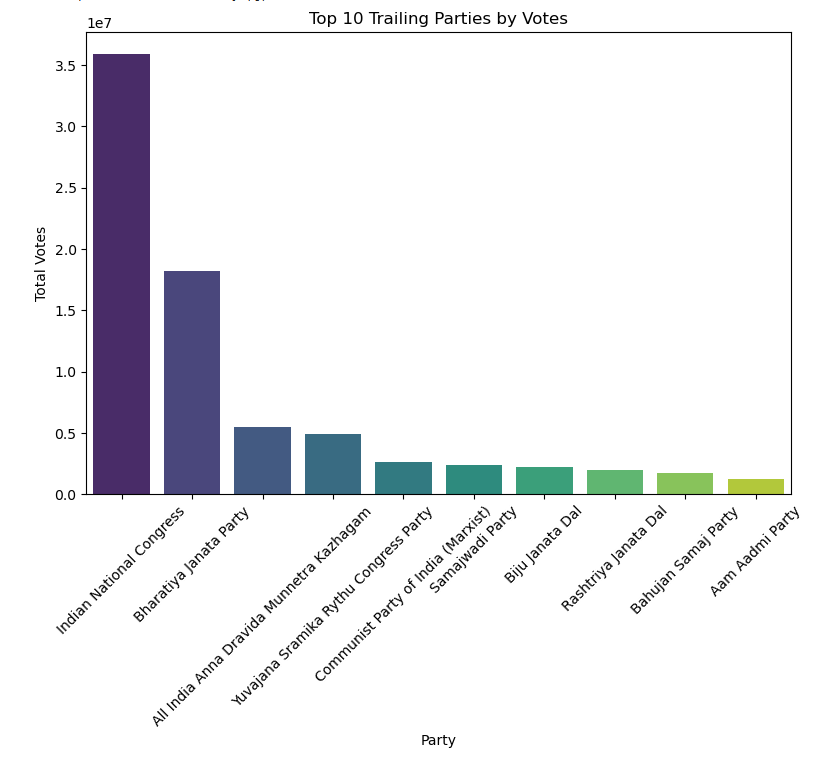 Top 10 Trailing Parties by Votes
1e7
3.5
3.0
2.5
2.0
1.5
1.0
0.5
0.0
Total Votes
Indian National Congress
Bharatiya Janata Party
All India Anna Dravida Munnetra Kazhagam
Yuvajana Sramika Rythu Congress Party
Communist Party of India (Marxist)
Samajwadi Party
Biju Janata Dal
Rashtriya Janata Dal
Bahujan Samaj Party
Aam Aadmi Party
Party